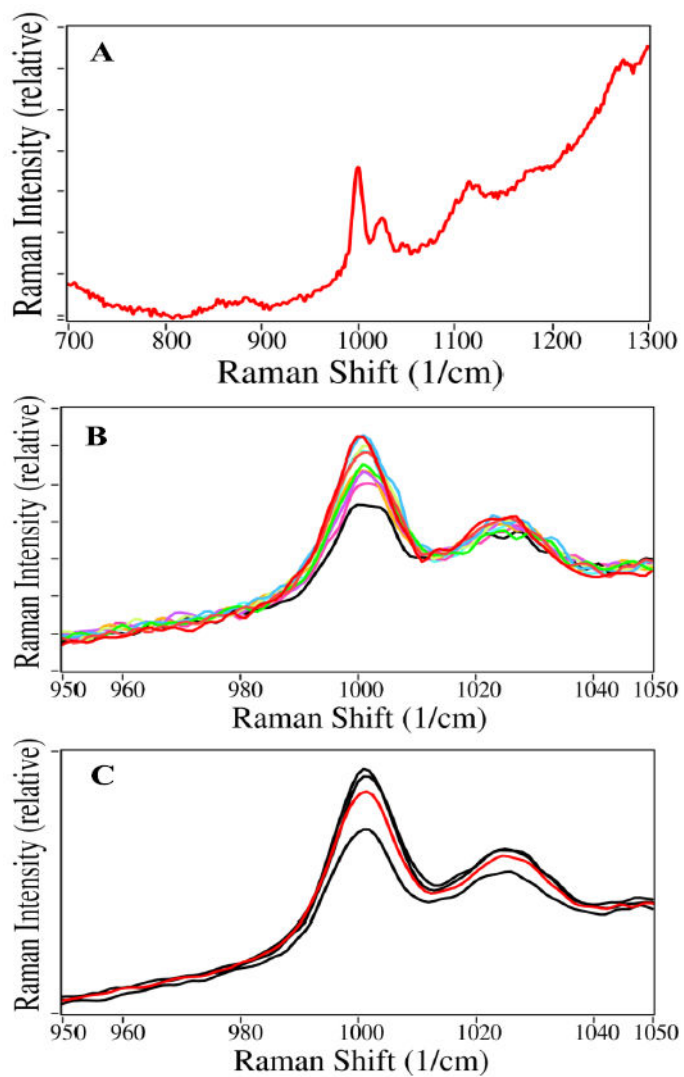 A
Raman Intensity (relative)
700 800 900 1000 1100 1200 1300
Raman Shift (1/cm)
B
Raman Intensity (relative)
950 960 980 1000 1020 1040 1050
Raman Shift (1/cm)
C
Raman Intensity (relative)
950 960 980 1000 1020 1040 1050
Raman Shift (1/cm)